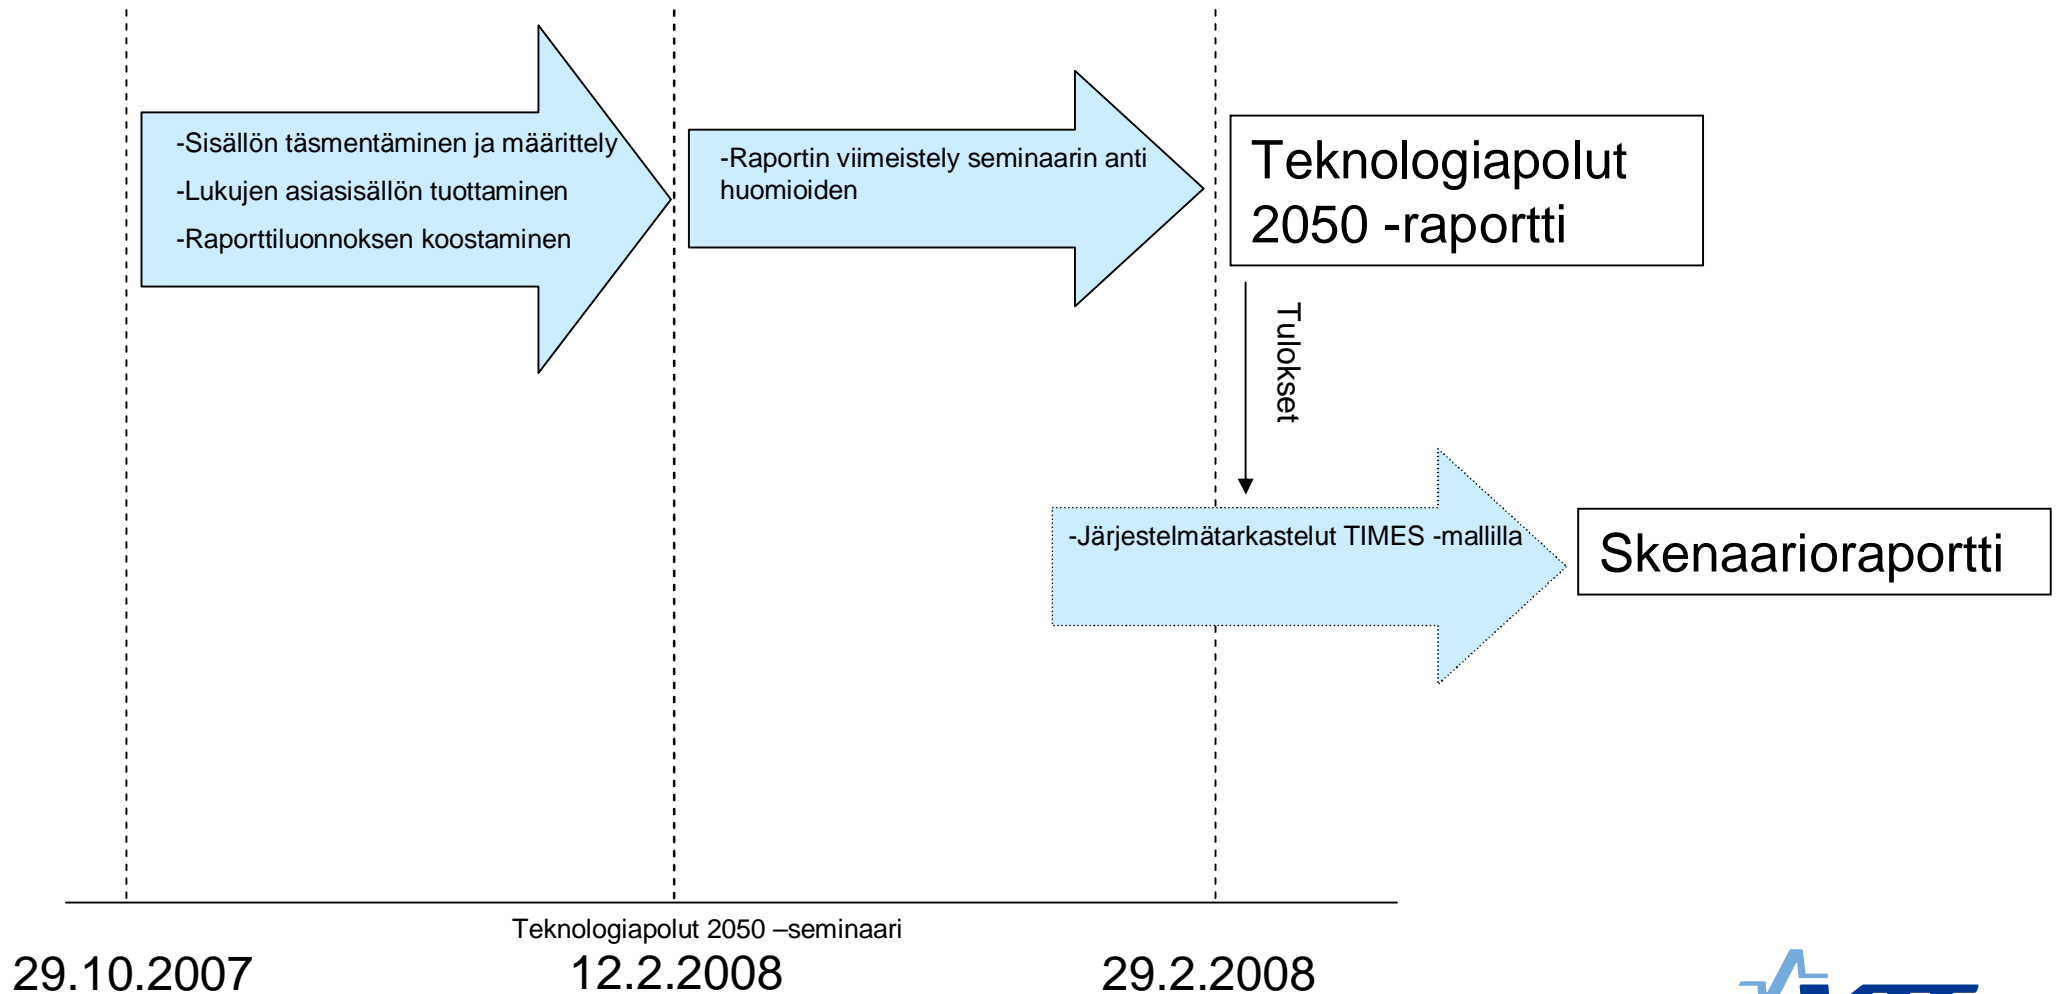 -Sisällön täsmentäminen ja määrittely
-Lukujen asiasisällön tuottaminen
-Raporttiluonnoksen koostaminen
-Raportin viimeistely seminaarin anti
huomioiden
Teknologiapolut
2050 -raportti
Tulokset
-Järjestelmätarkastelut TIMES -mallilla
Skenaarioraportti
Teknologiapolut 2050 –seminaari
29.10.2007
12.2.2008
29.2.2008